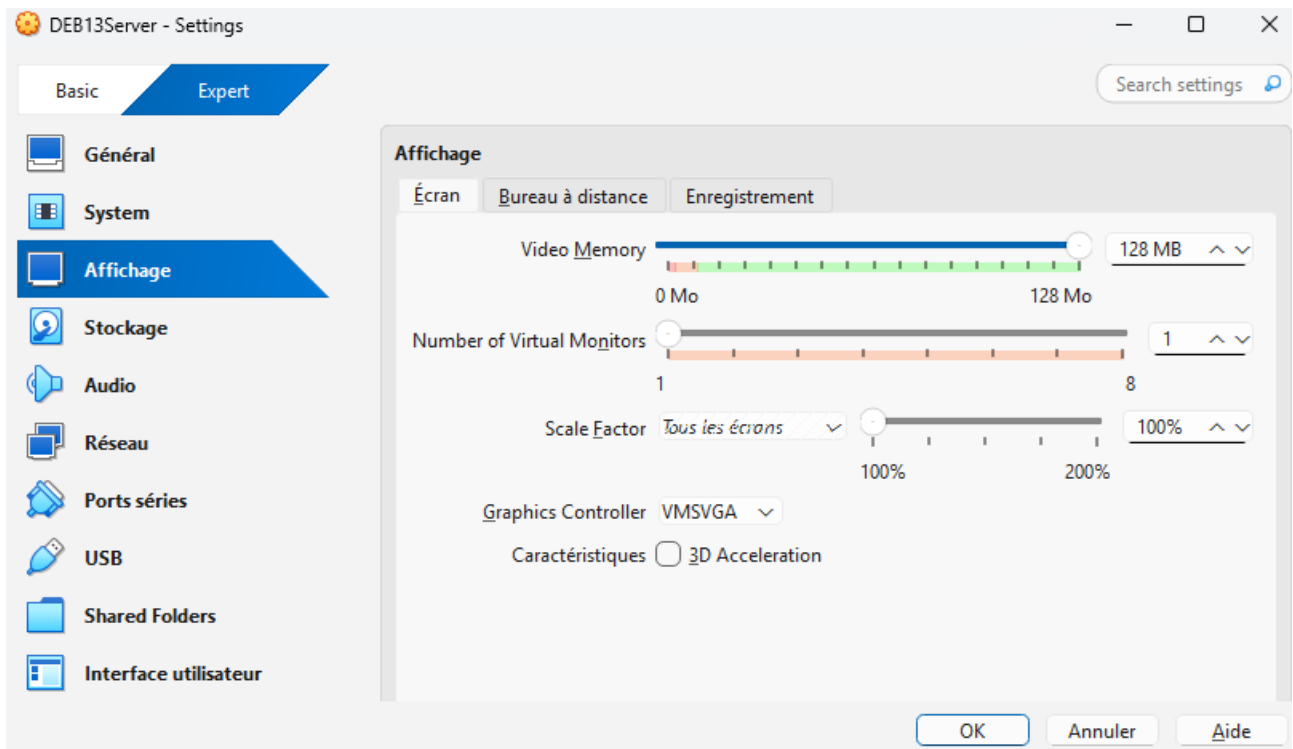 DEB13Server - Settings
Basic
Expert
Search settings
Général
System
Affichage
Stockage
Audio
Réseau
Ports séries
USB
Shared Folders
Interface utilisateur
Affichage
Écran
Bureau à distance
Enregistrement
Video Memory
128 MB
0 Mo
128 Mo
Number of Virtual Monitors
1
1
8
Scale Factor
Tous les écrans
100%
100%
200%
Graphics Controller
VMSVGA
Caractéristiques
3D Acceleration
OK
Annuler
Aide